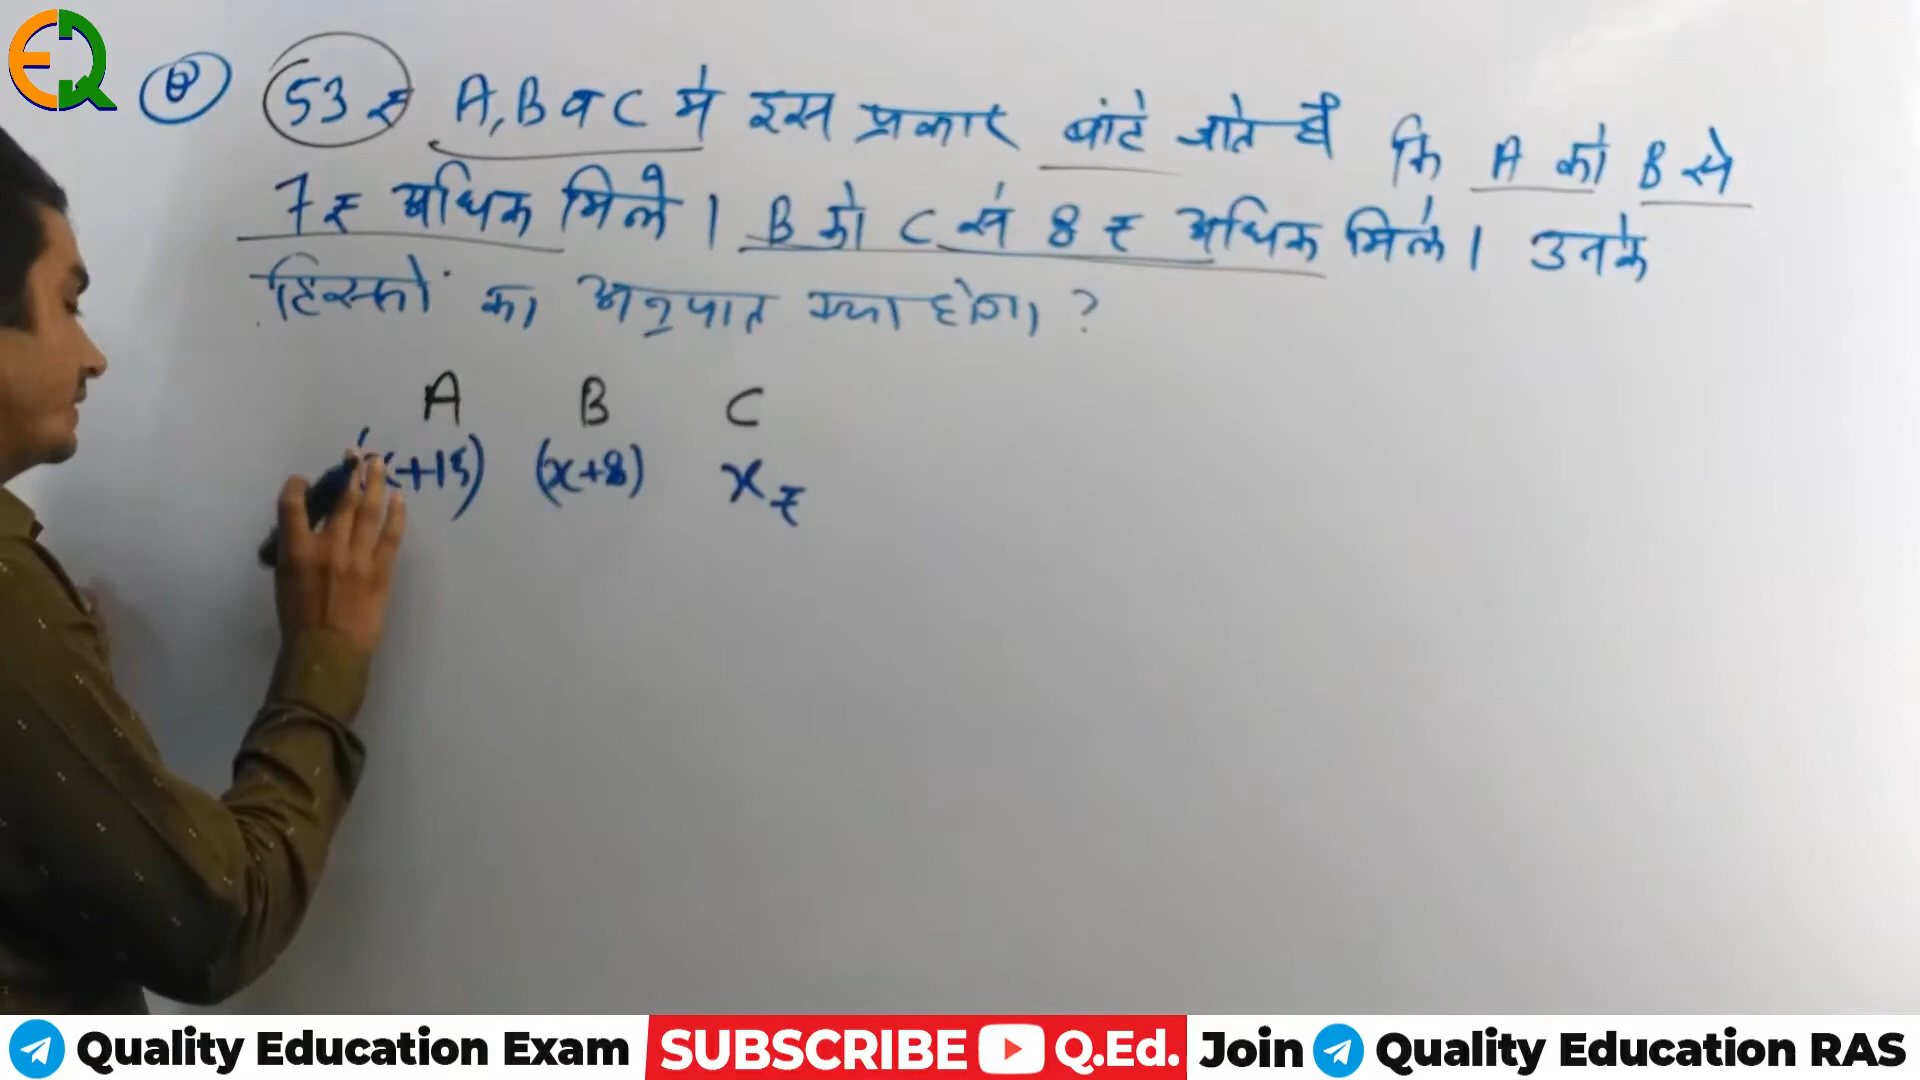 EQ
53 ₹ A, B व C में इस प्रकार बांटे जाते हैं कि A को B से
7 ₹ अधिक मिले। B को C से 8 ₹ अधिक मिले। उनके
हिस्सों का अनुपात क्या होगा?
A B C
(x+15) (x+8) x ₹
Quality Education Exam SUBSCRIBE Q.Ed. Join Quality Education RAS